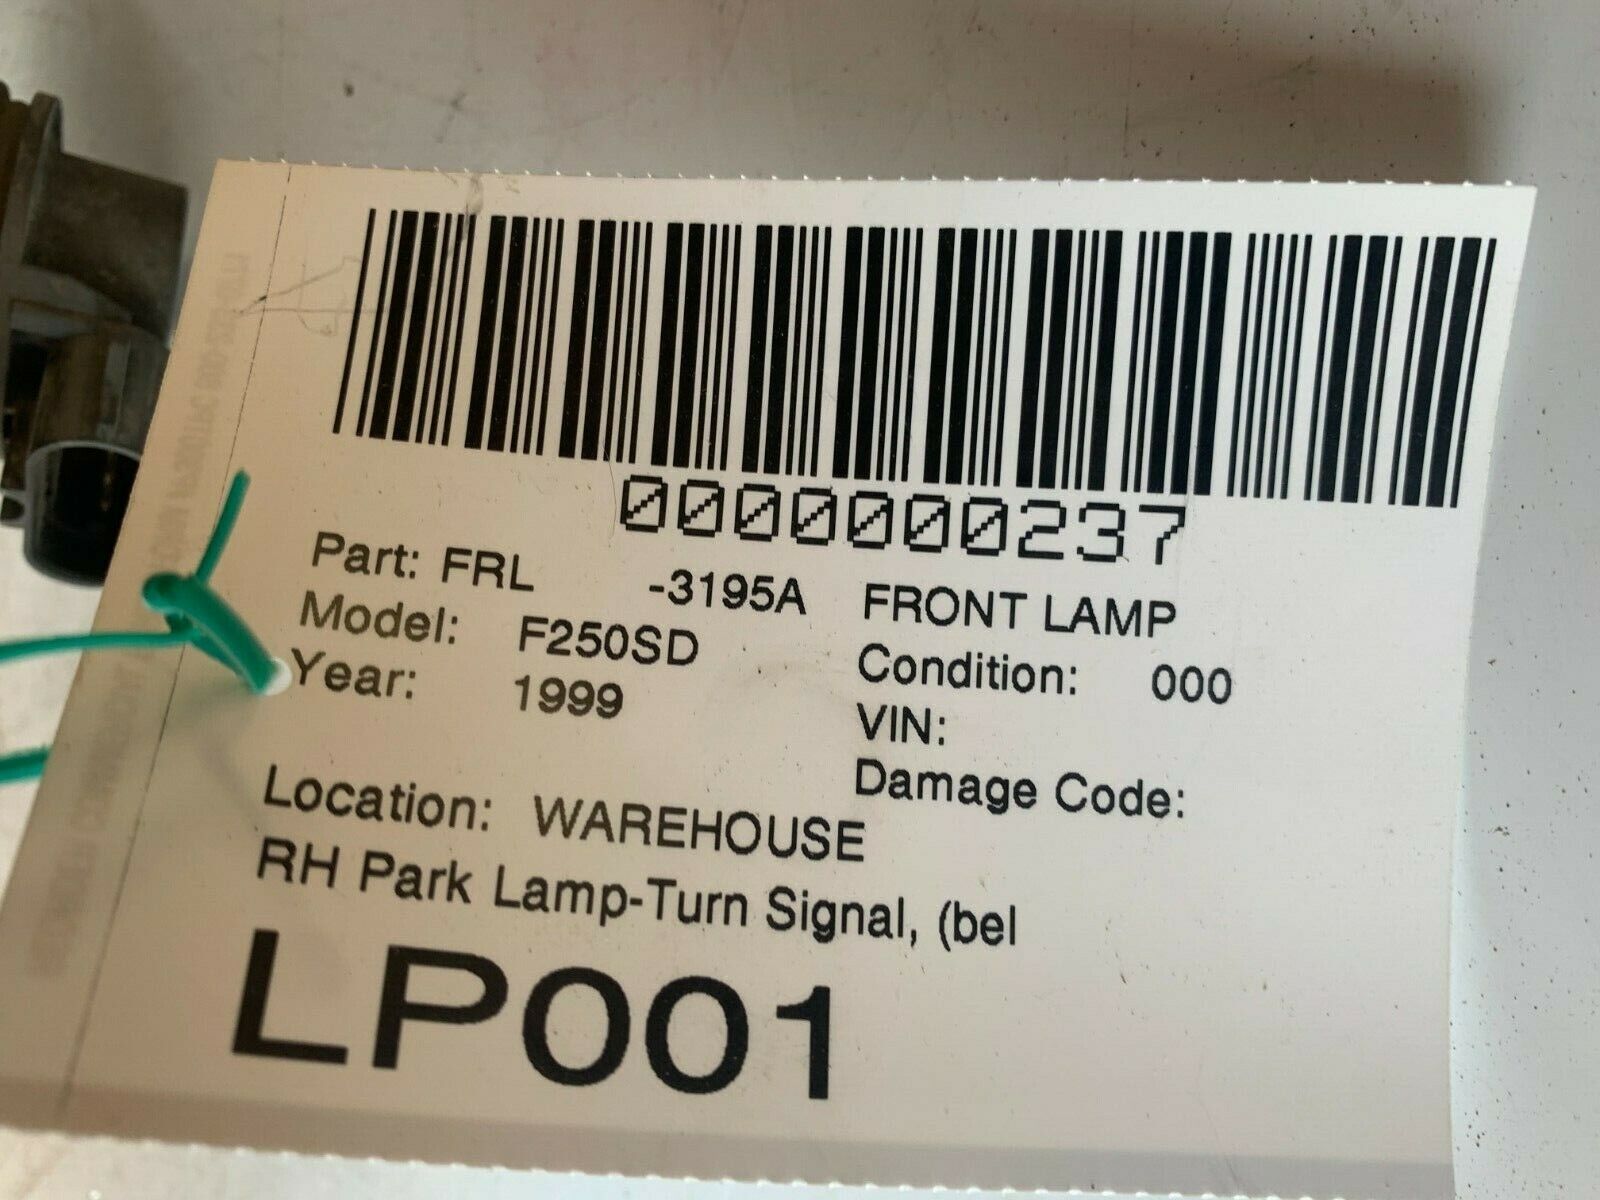 0000000237
Part: FRL -3195A FRONT LAMP
Model: F250SD Condition: 000
Year: 1999 VIN:
Damage Code:
Location: WAREHOUSE
RH Park Lamp-Turn Signal, (bel
LP001